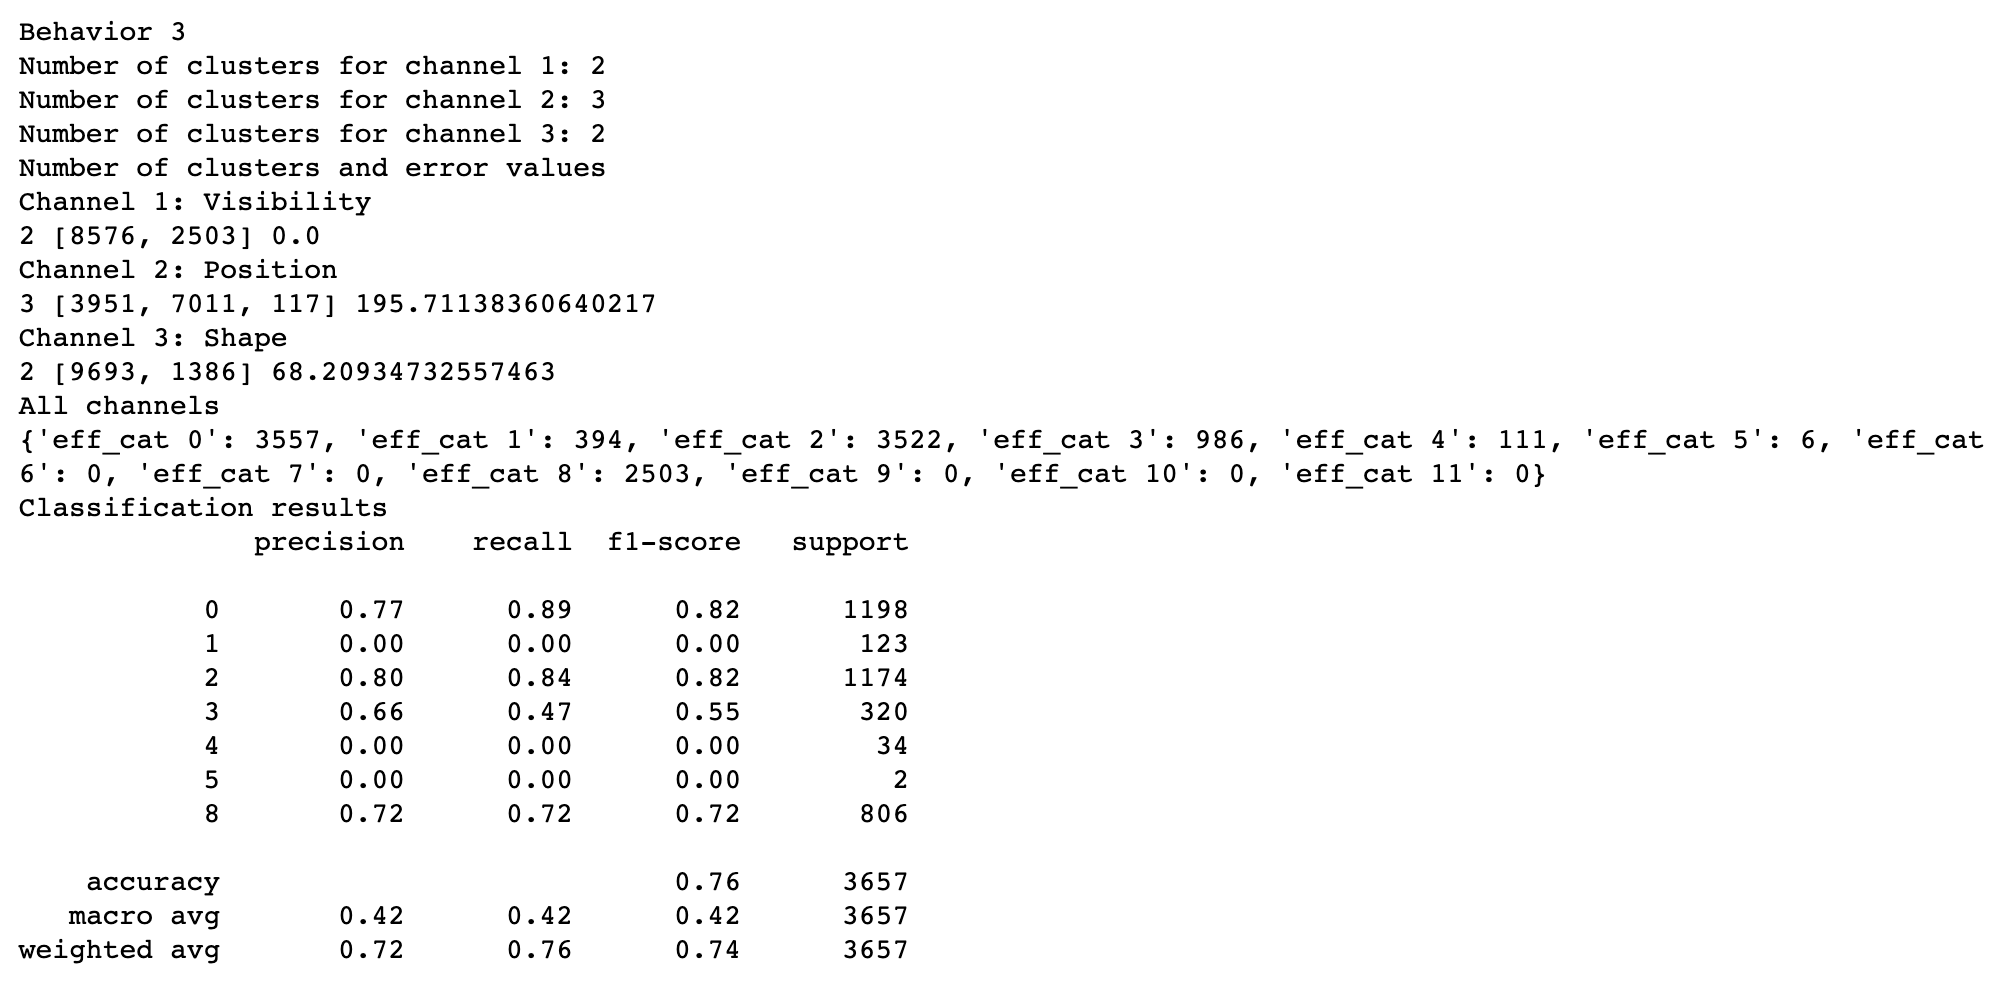 Behavior 3
Number of clusters for channel 1: 2
Number of clusters for channel 2: 3
Number of clusters for channel 3: 2
Number of clusters and error values
Channel 1: Visibility
2 [8576, 2503] 0.0
Channel 2: Position
3 [3951, 7011, 117] 195.71138360640217
Channel 3: Shape
2 [9693, 1386] 68.20934732557463
All channels
{'eff_cat 0': 3557, 'eff_cat 1': 394, 'eff_cat 2': 3522, 'eff_cat 3': 986, 'eff_cat 4': 111, 'eff_cat 5': 6, 'eff_cat
6': 0, 'eff_cat 7': 0, 'eff_cat 8': 2503, 'eff_cat 9': 0, 'eff_cat 10': 0, 'eff_cat 11': 0}
Classification results
              precision    recall  f1-score   support

           0       0.77      0.89      0.82      1198
           1       0.00      0.00      0.00       123
           2       0.80      0.84      0.82      1174
           3       0.66      0.47      0.55       320
           4       0.00      0.00      0.00        34
           5       0.00      0.00      0.00         2
           8       0.72      0.72      0.72       806

    accuracy                           0.76      3657
   macro avg       0.42      0.42      0.42      3657
weighted avg       0.72      0.76      0.74      3657